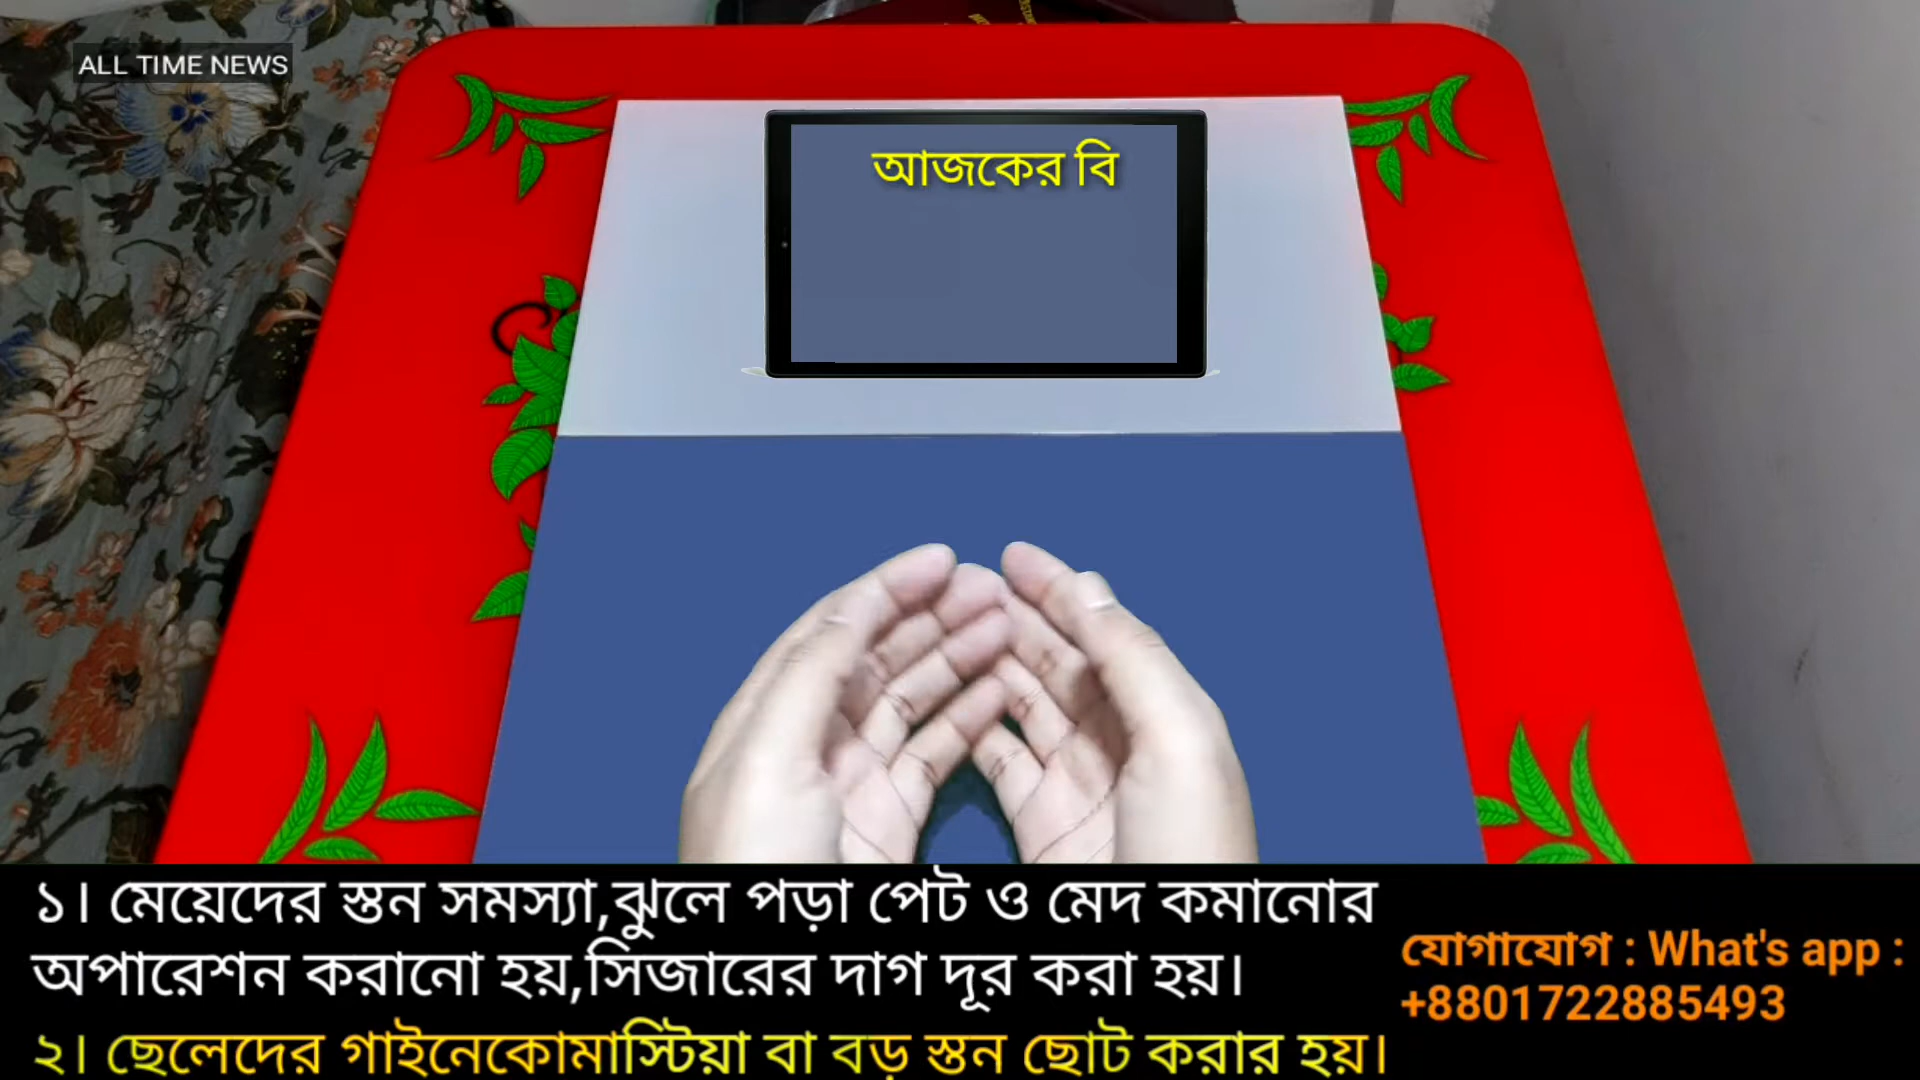 ALL TIME NEWS
আজকের বি
১। মেয়েদের স্তন সমস্যা,ঝুলে পড়া পেট ও মেদ কমানোর
অপারেশন করানো হয়,সিজারের দাগ দূর করা হয়।
২। ছেলেদের গাইনেকোমাস্টিয়া বা বড় স্তন ছোট করার হয়।
যোগাযোগ : What's app :
+8801722885493